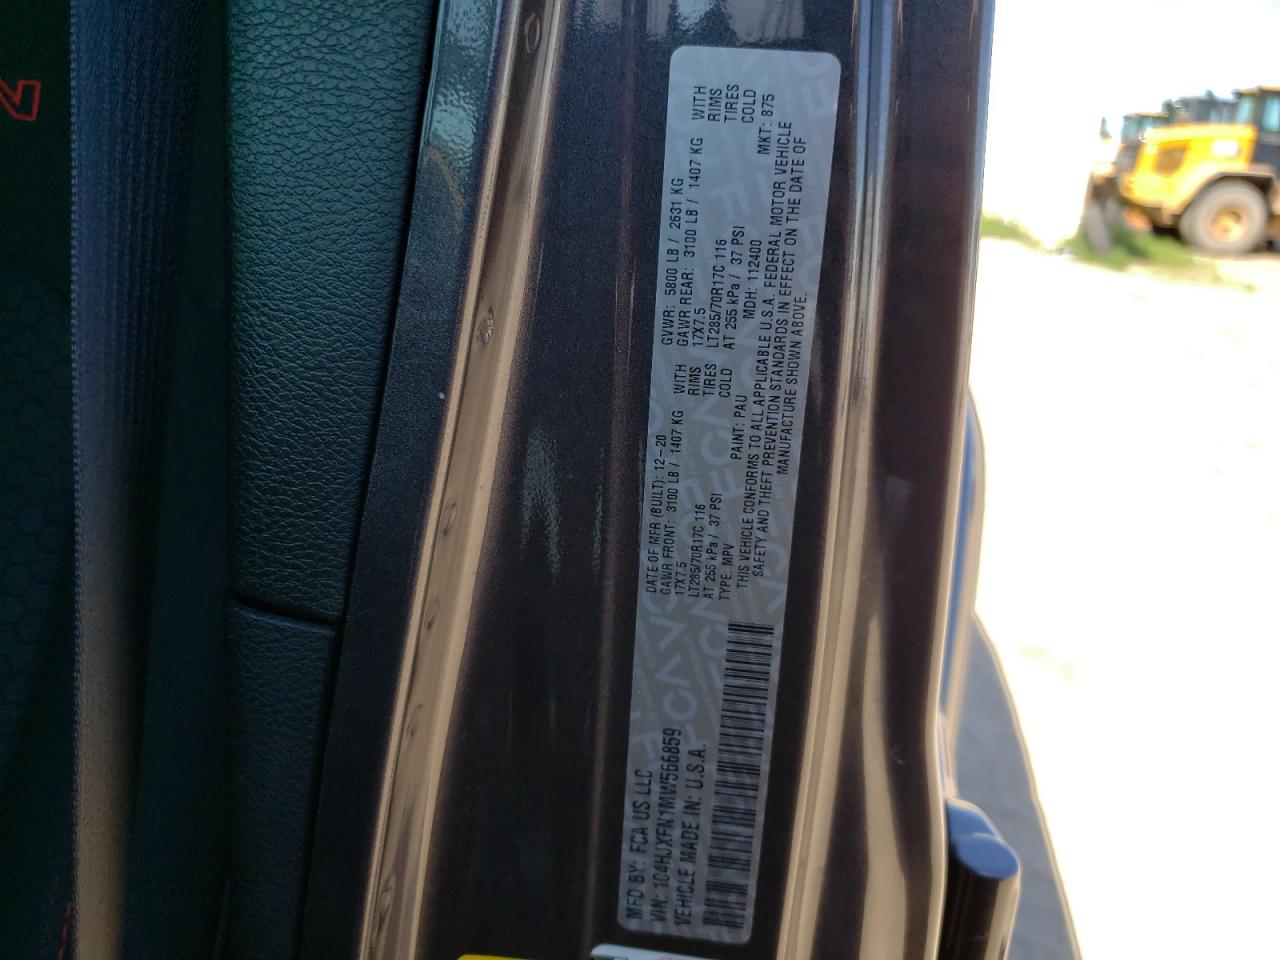 MFD BY: FCA US LLC
VIN: 1C4HJXFN1MW566859
VEHICLE MADE IN: U.S.A.
DATE OF MFR (BUILT): 12-20
GAWR FRONT: 3100 LB / 1407 KG WITH
17X7.5 RIMS
LT285/70R17C 116 TIRES
AT 255 kPa / 37 PSI COLD
TYPE: MPV PAINT: PAU
GVWR: 5800 LB / 2631 KG
GAWR REAR: 3100 LB / 1407 KG WITH
17X7.5 RIMS
LT285/70R17C 116 TIRES
AT 255 kPa / 37 PSI COLD
MDH: 112400 MKT: 875
THIS VEHICLE CONFORMS TO ALL APPLICABLE U.S.A. FEDERAL MOTOR VEHICLE
SAFETY AND THEFT PREVENTION STANDARDS IN EFFECT ON THE DATE OF
MANUFACTURE SHOWN ABOVE.